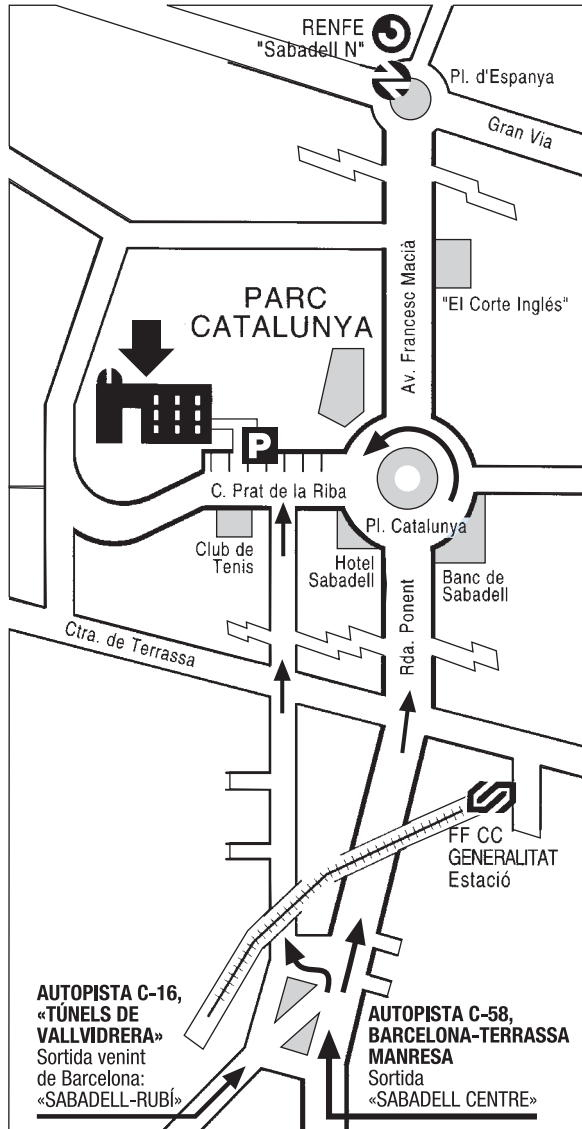 RENFE
"Sabadell N"
Pl. d'Espanya
Gran Via
Av. Francesc Macià
"El Corte Inglés"
PARC
CATALUNYA
P
C. Prat de la Riba
Pl. Catalunya
Club de
Tenis
Hotel
Sabadell
Banc de
Sabadell
Ctra. de Terrassa
Rda. Ponent
FF CC
GENERALITAT
Estació
AUTOPISTA C-16,
«TÚNELS DE
VALLVIDRERA»
Sortida venint
de Barcelona:
«SABADELL-RUBÍ»
AUTOPISTA C-58,
BARCELONA-TERRASSA
MANRESA
Sortida
«SABADELL CENTRE»